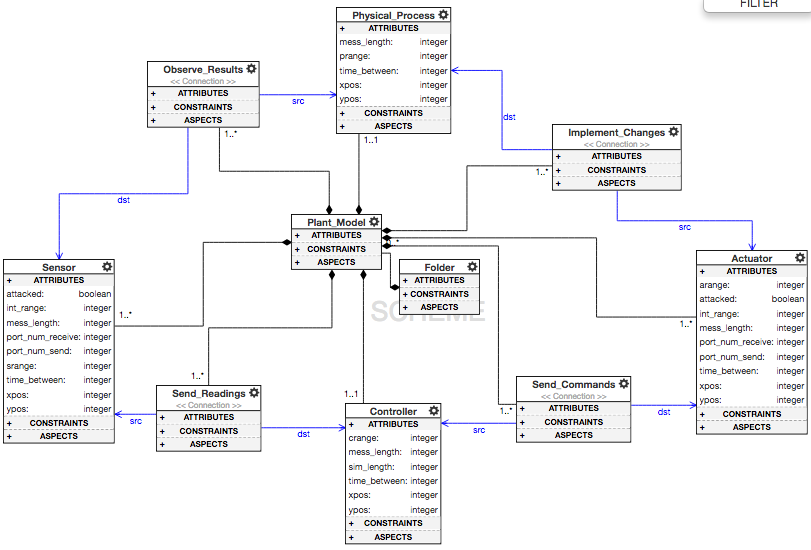 FILTER
Physical_Process
+ ATTRIBUTES
mess_length: integer
prange: integer
time_between: integer
xpos: integer
ypos: integer
+ CONSTRAINTS
+ ASPECTS
1..1
Observe_Results
<< Connection >>
+ ATTRIBUTES
+ CONSTRAINTS
+ ASPECTS
1..*
src
dst
dst
Implement_Changes
<< Connection >>
+ ATTRIBUTES
+ CONSTRAINTS
+ ASPECTS
1..*
src
Plant_Model
+ ATTRIBUTES
+ CONSTRAINTS
+ ASPECTS
Folder
+ ATTRIBUTES
+ CONSTRAINTS
+ ASPECTS
SCHEME
Sensor
+ ATTRIBUTES
attacked: boolean
int_range: integer
mess_length: integer
port_num_receive: integer
port_num_send: integer
srange: integer
time_between: integer
xpos: integer
ypos: integer
+ CONSTRAINTS
+ ASPECTS
1..*
Actuator
+ ATTRIBUTES
arange: integer
attacked: boolean
int_range: integer
mess_length: integer
port_num_receive: integer
port_num_send: integer
time_between: integer
xpos: integer
ypos: integer
+ CONSTRAINTS
+ ASPECTS
1..*
1..*
Send_Readings
<< Connection >>
+ ATTRIBUTES
+ CONSTRAINTS
+ ASPECTS
src
dst
1..1
Controller
+ ATTRIBUTES
crange: integer
mess_length: integer
sim_length: integer
time_between: integer
xpos: integer
ypos: integer
+ CONSTRAINTS
+ ASPECTS
1..*
Send_Commands
<< Connection >>
+ ATTRIBUTES
+ CONSTRAINTS
+ ASPECTS
src
dst